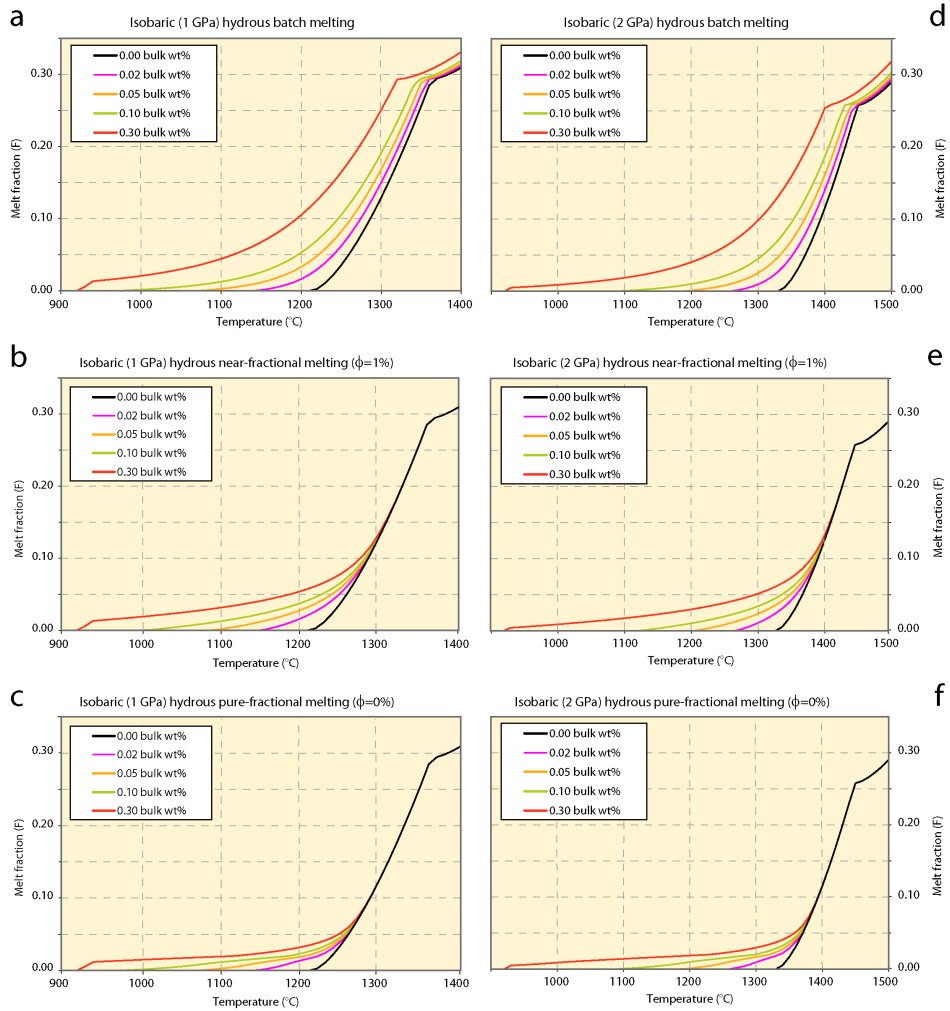 a
Isobaric (1 GPa) hydrous batch melting
0.00 bulk wt%
0.02 bulk wt%
0.05 bulk wt%
0.10 bulk wt%
0.30 bulk wt%
0.30
0.20
0.10
0.00
Melt fraction (F)
900 1000 1100 1200 1300 1400
Temperature (°C)
d
Isobaric (2 GPa) hydrous batch melting
0.00 bulk wt%
0.02 bulk wt%
0.05 bulk wt%
0.10 bulk wt%
0.30 bulk wt%
0.30
0.20
0.10
0.00
Melt fraction (F)
1000 1100 1200 1300 1400 1500
Temperature (°C)
b
Isobaric (1 GPa) hydrous near-fractional melting (ϕ=1%)
0.00 bulk wt%
0.02 bulk wt%
0.05 bulk wt%
0.10 bulk wt%
0.30 bulk wt%
0.30
0.20
0.10
0.00
Melt fraction (F)
900 1000 1100 1200 1300 1400
Temperature (°C)
e
Isobaric (2 GPa) hydrous near-fractional melting (ϕ=1%)
0.00 bulk wt%
0.02 bulk wt%
0.05 bulk wt%
0.10 bulk wt%
0.30 bulk wt%
0.30
0.20
0.10
0.00
Melt fraction (F)
1000 1100 1200 1300 1400 1500
Temperature (°C)
c
Isobaric (1 GPa) hydrous pure-fractional melting (ϕ=0%)
0.00 bulk wt%
0.02 bulk wt%
0.05 bulk wt%
0.10 bulk wt%
0.30 bulk wt%
0.30
0.20
0.10
0.00
Melt fraction (F)
900 1000 1100 1200 1300 1400
Temperature (°C)
f
Isobaric (2 GPa) hydrous pure-fractional melting (ϕ=0%)
0.00 bulk wt%
0.02 bulk wt%
0.05 bulk wt%
0.10 bulk wt%
0.30 bulk wt%
0.30
0.20
0.10
0.00
Melt fraction (F)
1000 1100 1200 1300 1400 1500
Temperature (°C)